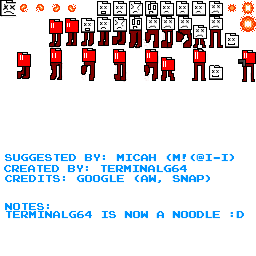 SUGGESTED BY: MICAH (M!(@I-I)
CREATED BY: TERMINALG64
CREDITS: GOOGLE (AW, SNAP)
NOTES:
TERMINALG64 IS NOW A NOODLE :D